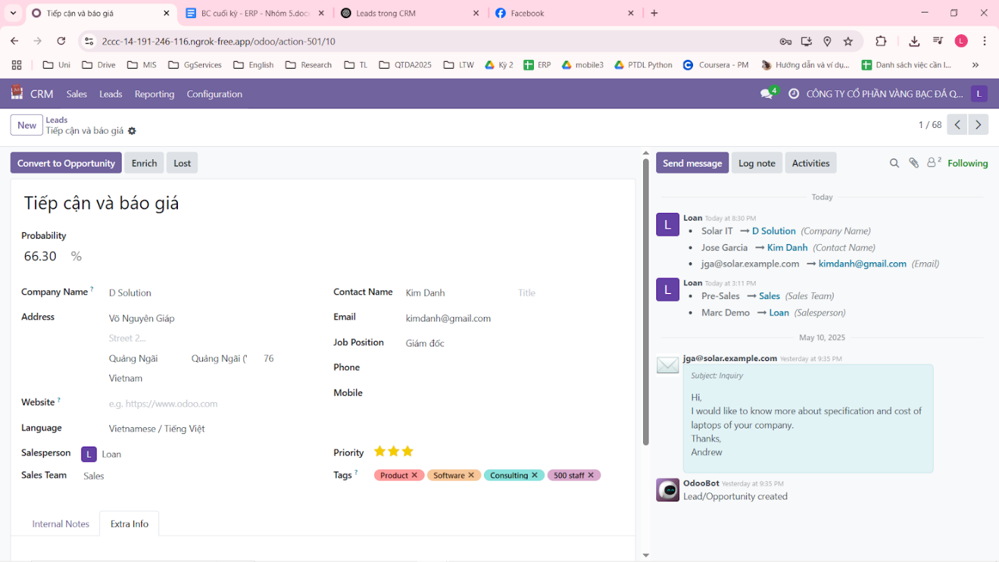 Tiếp cận và báo giá
BC cuối kỳ - ERP - Nhóm 5.doc
Leads trong CRM
Facebook
2ccc-14-191-246-116.ngrok-free.app/odoo/action-501/10
L
Uni
Drive
MIS
GgServices
English
Research
TL
QTDA2025
LTW
Kỳ 2
ERP
mobile3
PTDL Python
Coursera - PM
Hướng dẫn và ví dụ...
Danh sách việc cần l...
CRM Sales Leads Reporting Configuration
4
CÔNG TY CỔ PHẦN VÀNG BẠC ĐÁ Q...
L
New
Leads
Tiếp cận và báo giá
1 / 68
Convert to Opportunity
Enrich
Lost
Tiếp cận và báo giá
Probability
66.30 %
Company Name ?
D Solution
Address
Võ Nguyên Giáp
Street 2...
Quảng Ngãi
Quảng Ngãi (
76
Vietnam
Website ?
e.g. https://www.odoo.com
Language
Vietnamese / Tiếng Việt
Salesperson
L Loan
Sales Team
Sales
Contact Name
Kim Danh
Title
Email
kimdanh@gmail.com
Job Position
Giám đốc
Phone
Mobile
Priority
Tags ?
Product ✕
Software ✕
Consulting ✕
500 staff ✕
Internal Notes
Extra Info
Send message
Log note
Activities
2
Following
Today
L
Loan Today at 8:30 PM
• Solar IT → D Solution (Company Name)
• Jose Garcia → Kim Danh (Contact Name)
• jga@solar.example.com → kimdanh@gmail.com (Email)
L
Loan Today at 3:11 PM
• Pre-Sales → Sales (Sales Team)
• Marc Demo → Loan (Salesperson)
May 10, 2025
jga@solar.example.com Yesterday at 9:35 PM
Subject: Inquiry
Hi,
I would like to know more about specification and cost of
laptops of your company.
Thanks,
Andrew
OdooBot Yesterday at 9:35 PM
Lead/Opportunity created